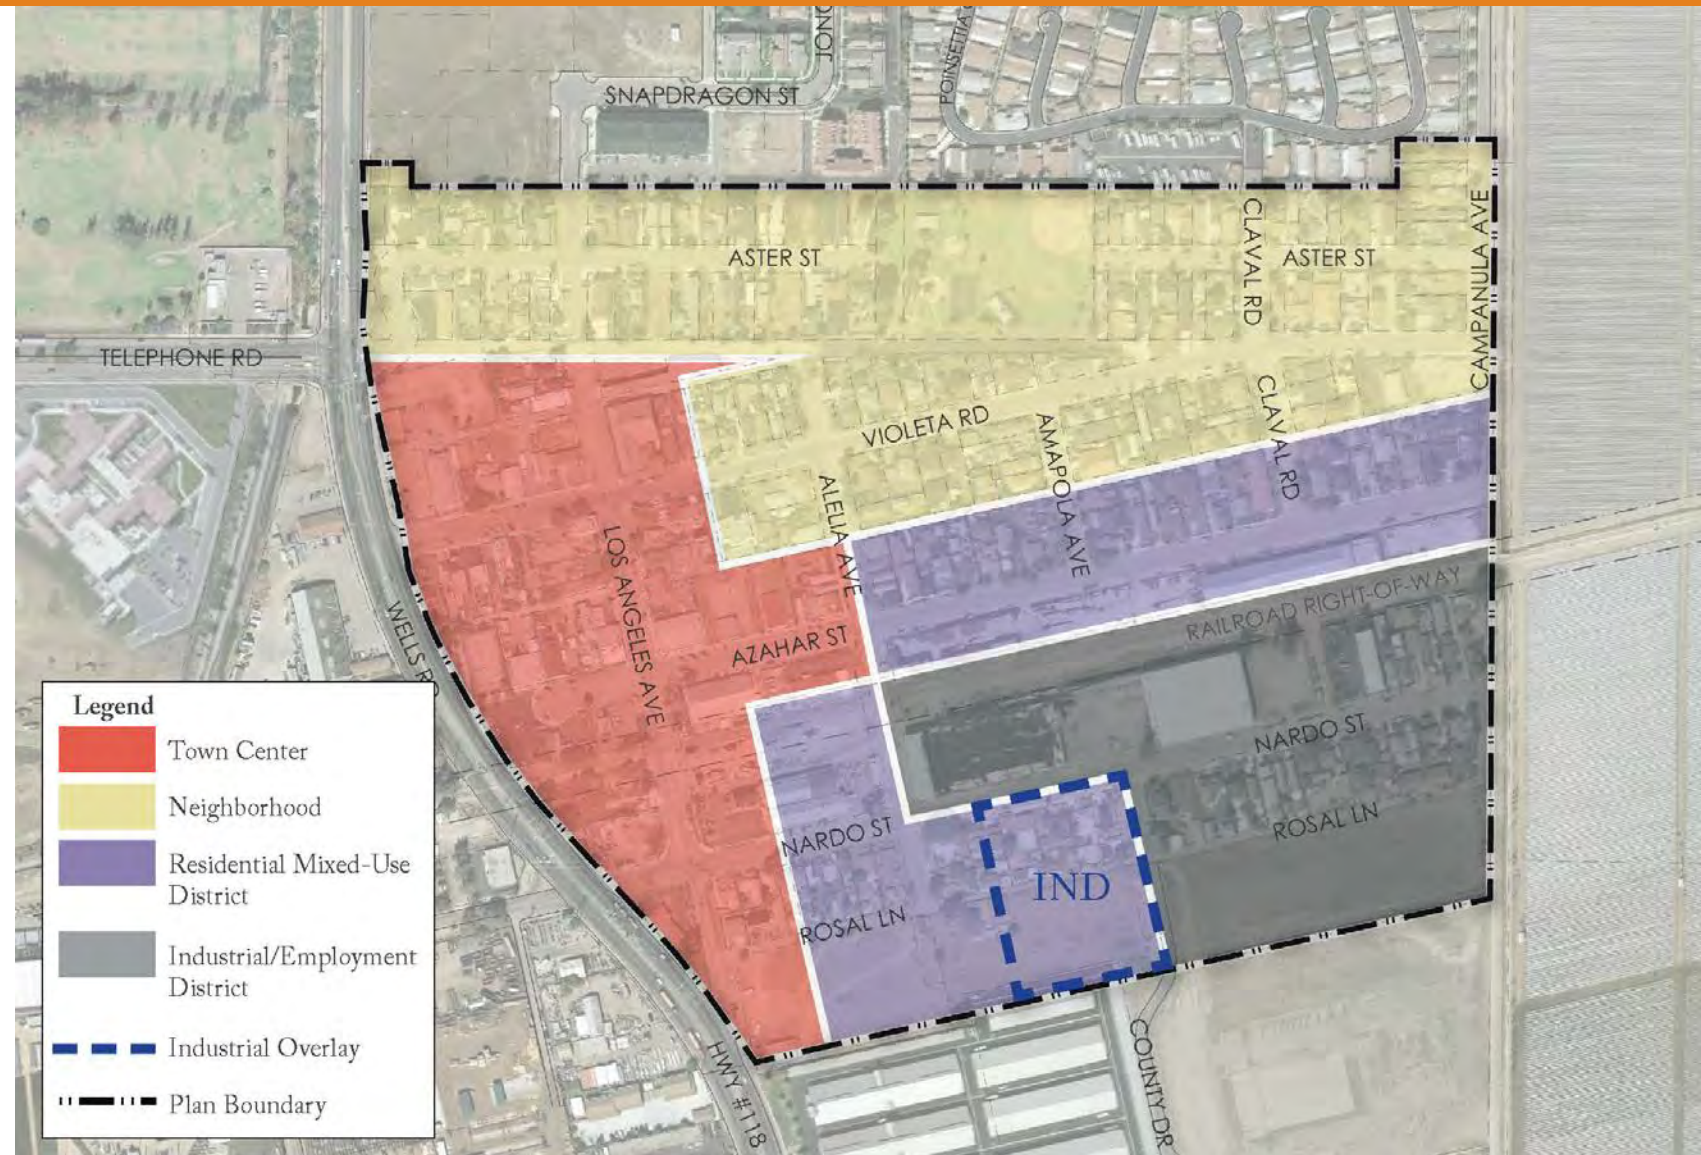 JONQ
POINSETTIA
SNAPDRAGON ST
ASTER ST
CLAVAL RD
ASTER ST
CAMPANULA AVE
TELEPHONE RD
VIOLETA RD
AMAPOLA AVE
CLAVAL RD
ALELIA AVE
LOS ANGELES AVE
AZAHAR ST
RAILROAD RIGHT-OF-WAY
WELLS RD
NARDO ST
NARDO ST
ROSAL LN
ROSAL LN
IND
HWY #118
COUNTY DR
Legend
Town Center
Neighborhood
Residential Mixed-Use
District
Industrial/Employment
District
Industrial Overlay
Plan Boundary